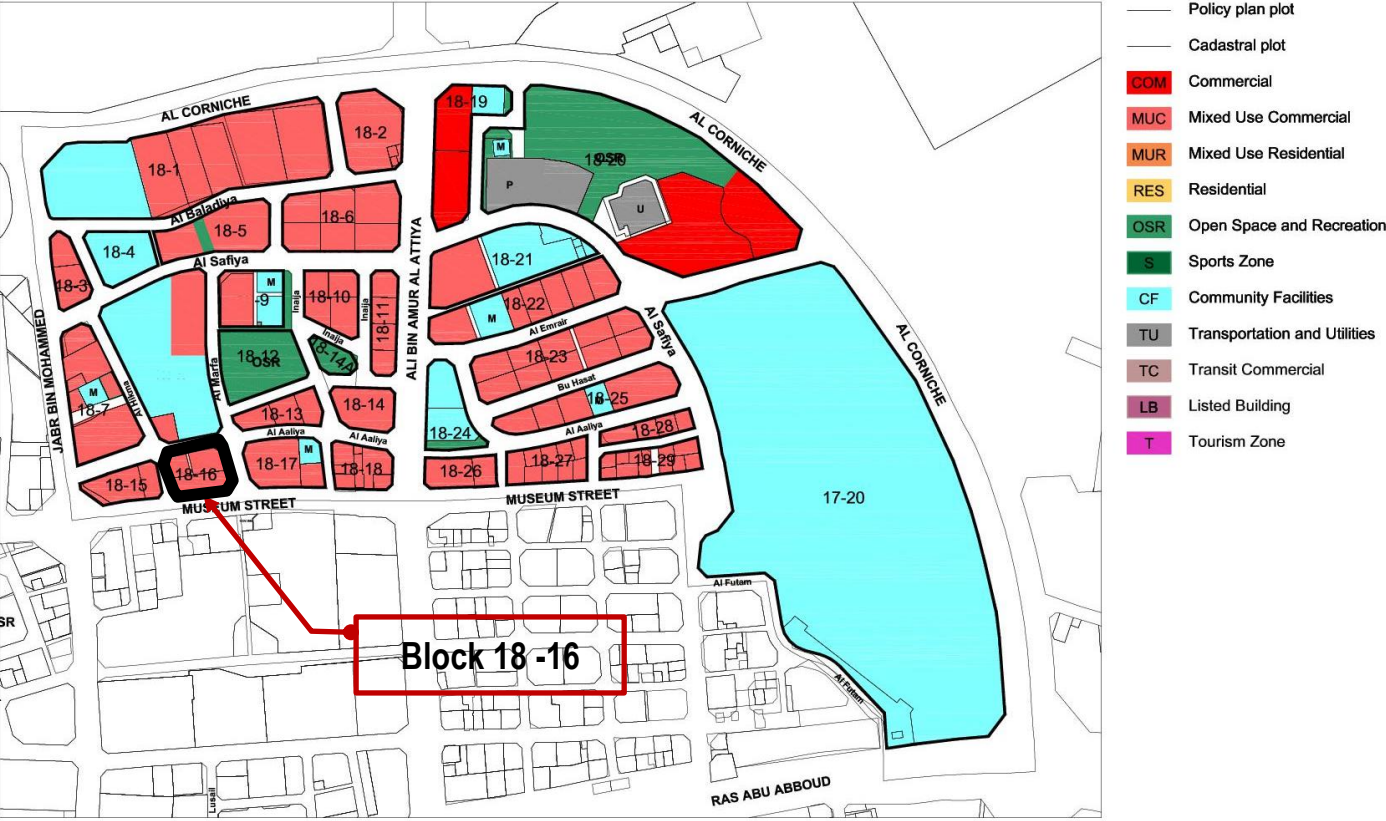 Policy plan plot
Cadastral plot
COM Commercial
MUC Mixed Use Commercial
MUR Mixed Use Residential
RES Residential
OSR Open Space and Recreation
S Sports Zone
CF Community Facilities
TU Transportation and Utilities
TC Transit Commercial
LB Listed Building
T Tourism Zone
AL CORNICHE
AL CORNICHE
AL CORNICHE
JABR BIN MOHAMMED
ALI BIN AMUR AL ATTIYA
18-1
18-2
18-19
18-20
OSR
M
P
U
Al Baladiya
18-5
18-6
18-4
Al Safiya
18-3
18-21
M
-9
Inaija
18-10
Inaija
18-11
18-22
M
Al Emrair
Al Safiya
Inaija
18-14A
18-12
OSR
Al Marfa
18-23
Bu Hasat
M
18-7
Al Hikma
18-13
18-14
18-25
M
Al Aaliya
Al Aaliya
Al Aaliya
18-24
18-28
18-15
18-16
18-17
M
18-18
18-26
18-27
18-29
MUSEUM STREET
MUSEUM STREET
17-20
Al Futam
Al Futam
SR
Block 18 -16
Lusail
RAS ABU ABBOUD